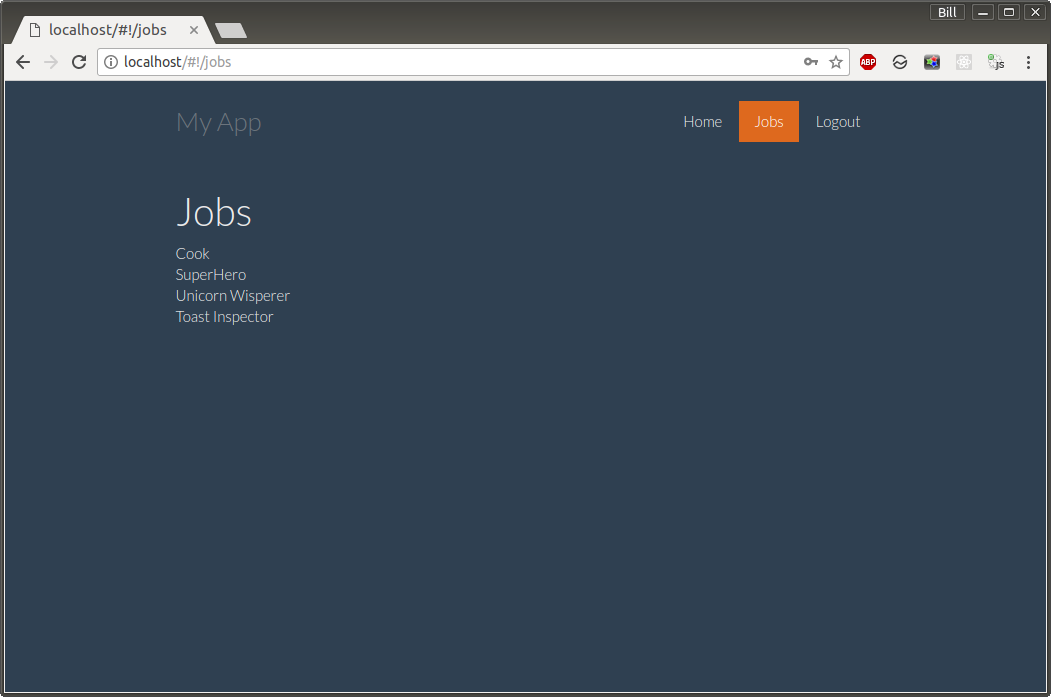 Bill
localhost/#!/jobs
localhost/#!/jobs
ABP
js
My App
Home Jobs Logout
Jobs
Cook
SuperHero
Unicorn Wisperer
Toast Inspector